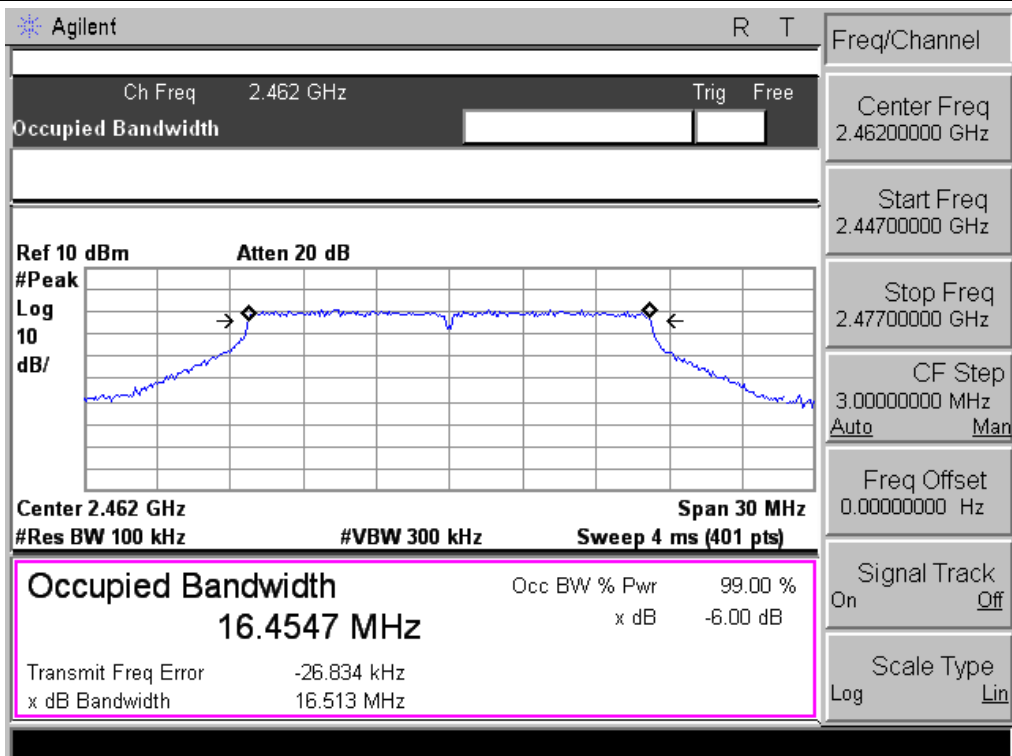 Agilent R T
Freq/Channel
Ch Freq 2.462 GHz Trig Free
Occupied Bandwidth
Center Freq
2.46200000 GHz
Start Freq
2.44700000 GHz
Stop Freq
2.47700000 GHz
CF Step
3.00000000 MHz
Auto Man
Freq Offset
0.00000000 Hz
Signal Track
On Off
Scale Type
Log Lin
Ref 10 dBm Atten 20 dB
#Peak
Log
10
dB/
Center 2.462 GHz Span 30 MHz
#Res BW 100 kHz #VBW 300 kHz Sweep 4 ms (401 pts)
Occupied Bandwidth Occ BW % Pwr 99.00 %
16.4547 MHz x dB -6.00 dB
Transmit Freq Error -26.834 kHz
x dB Bandwidth 16.513 MHz